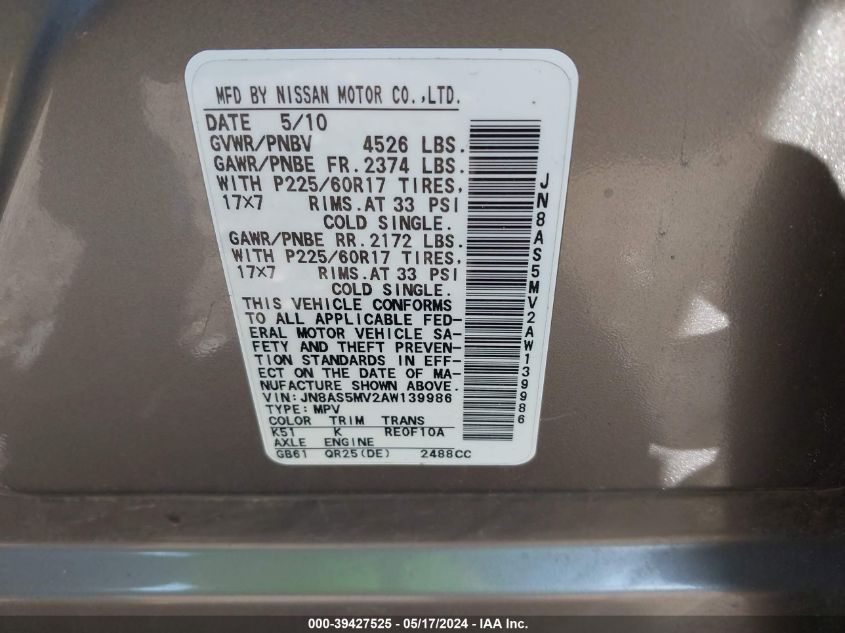 MFD BY NISSAN MOTOR CO.,LTD.
DATE 5/10
GVWR/PNBV 4526 LBS.
GAWR/PNBE FR. 2374 LBS.
WITH P225/60R17 TIRES,
17X7 RIMS. AT 33 PSI
COLD SINGLE.
GAWR/PNBE RR. 2172 LBS.
WITH P225/60R17 TIRES,
17X7 RIMS. AT 33 PSI
COLD SINGLE.
THIS VEHICLE CONFORMS
TO ALL APPLICABLE FED-
ERAL MOTOR VEHICLE SA-
FETY AND THEFT PREVEN-
TION STANDARDS IN EFF-
ECT ON THE DATE OF MA-
NUFACTURE SHOWN ABOVE.
VIN: JN8AS5MV2AW139986
TYPE: MPV
COLOR TRIM TRANS
K51 K RE0F10A
AXLE ENGINE
GB61 QR25(DE) 2488CC
JN8AS5MV2AW139986
000-39427525 - 05/17/2024 - IAA Inc.